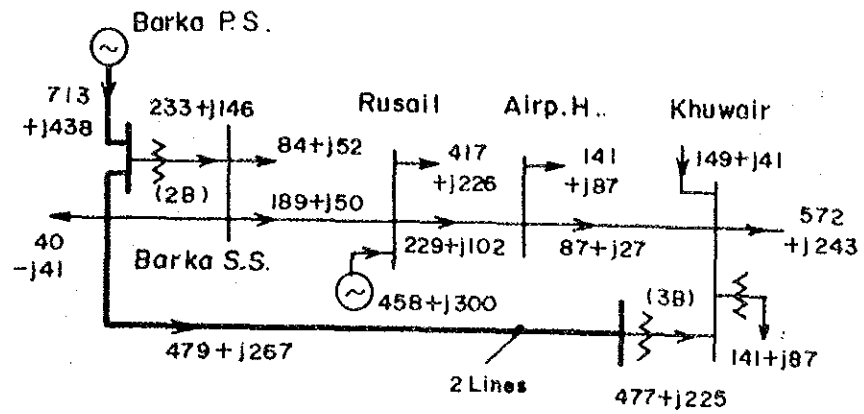 Barka P.S.
713
+j438
233+j146
(2B)
84+j52
189+j50
40
-j41
Barka S.S.
Rusail
417
+j226
229+j102
458+j300
Airp.H..
141
+j87
87+j27
Khuwair
149+j41
572
+j243
(3B)
141+j87
479+j267
2 Lines
477+j225